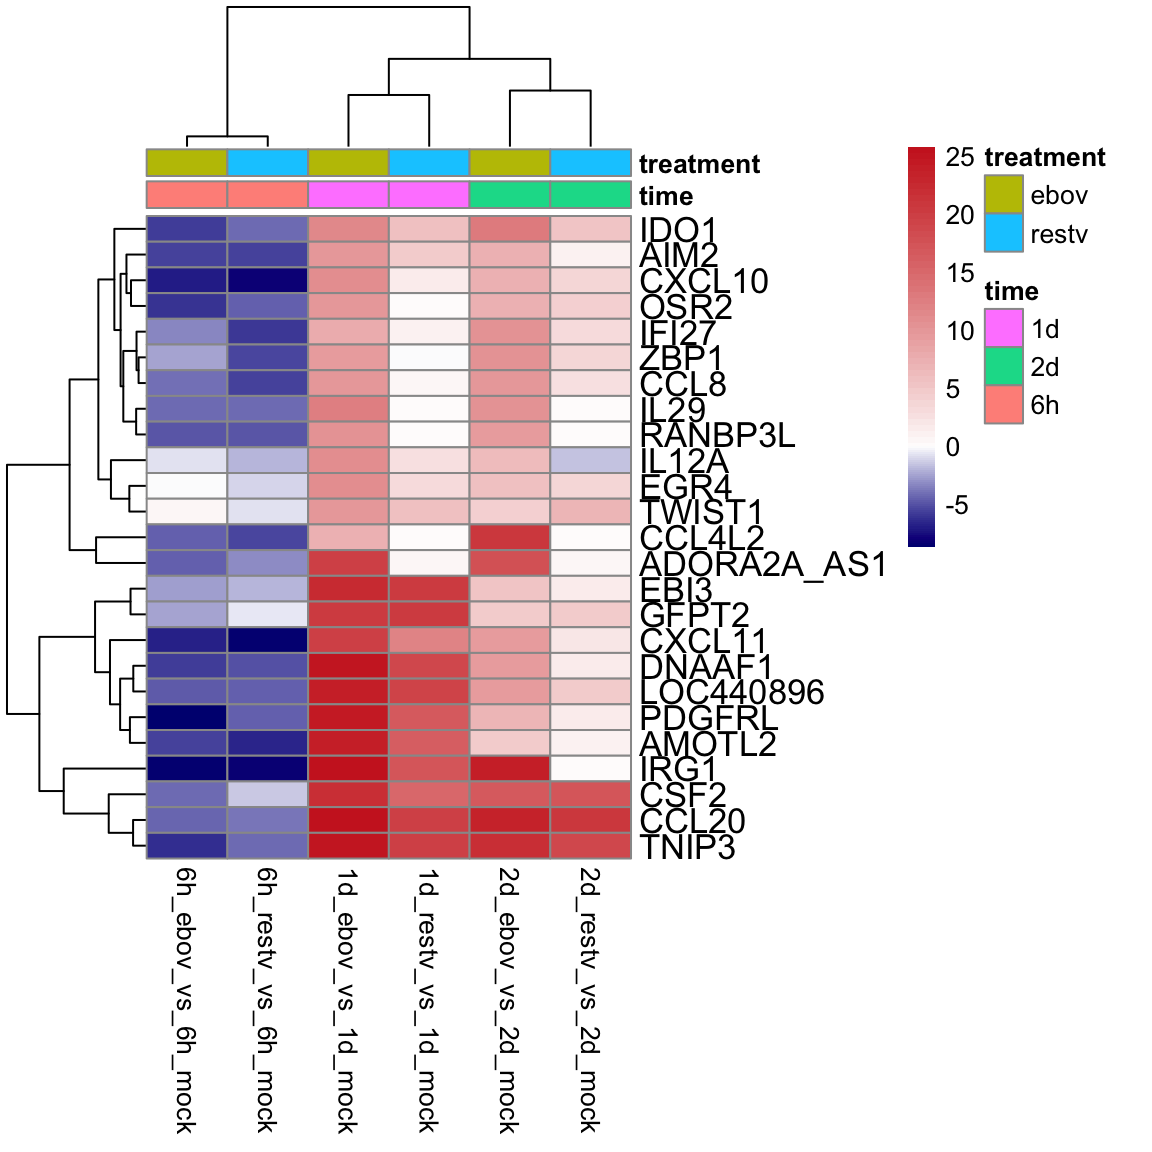 treatment
time
IDO1
AIM2
CXCL10
OSR2
IFI27
ZBP1
CCL8
IL29
RANBP3L
IL12A
EGR4
TWIST1
CCL4L2
ADORA2A_AS1
EBI3
GFPT2
CXCL11
DNAAF1
LOC440896
PDGFRL
AMOTL2
IRG1
CSF2
CCL20
TNIP3
6h_ebov_vs_6h_mock
6h_restv_vs_6h_mock
1d_ebov_vs_1d_mock
1d_restv_vs_1d_mock
2d_ebov_vs_2d_mock
2d_restv_vs_2d_mock
25
20
15
10
5
0
-5
treatment
ebov
restv
time
1d
2d
6h